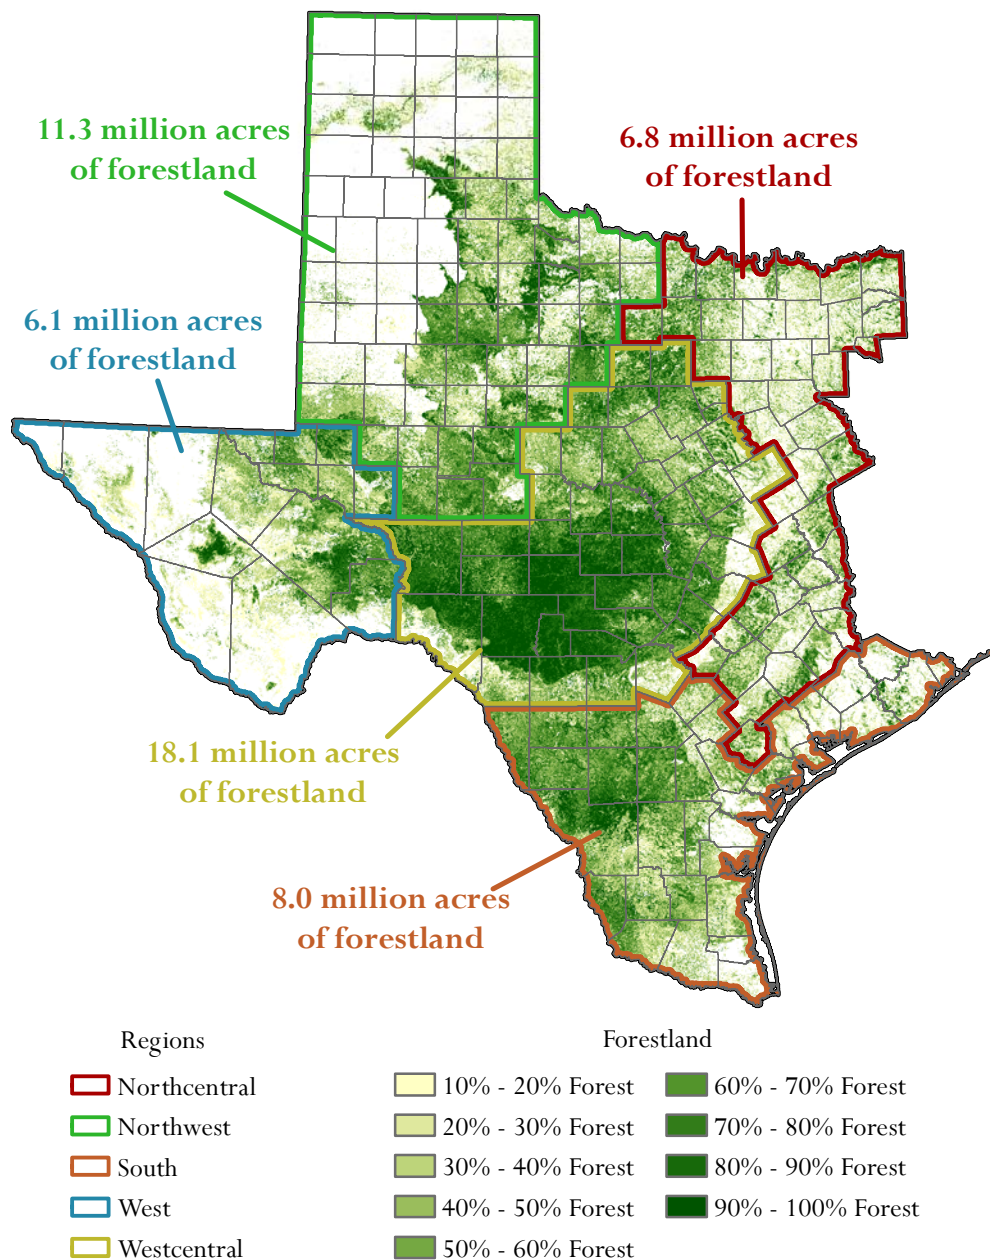 11.3 million acres
of forestland
6.8 million acres
of forestland
6.1 million acres
of forestland
18.1 million acres
of forestland
8.0 million acres
of forestland
Regions
Northcentral
Northwest
South
West
Westcentral
Forestland
10% - 20% Forest
20% - 30% Forest
30% - 40% Forest
40% - 50% Forest
50% - 60% Forest
60% - 70% Forest
70% - 80% Forest
80% - 90% Forest
90% - 100% Forest